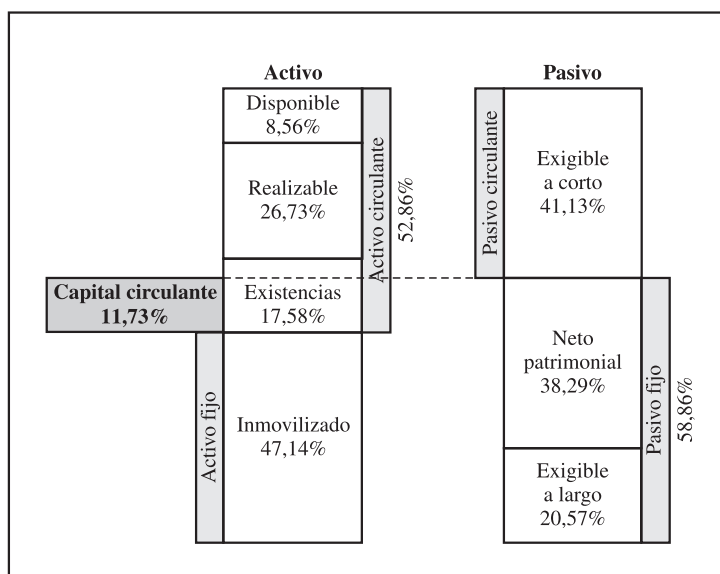 Activo
Disponible
8,56%
Realizable
26,73%
Existencias
17,58%
Inmovilizado
47,14%
Activo circulante
52,86%
Capital circulante
11,73%
Activo fijo
Pasivo
Exigible
a corto
41,13%
Neto
patrimonial
38,29%
Exigible
a largo
20,57%
Pasivo circulante
Pasivo fijo
58,86%